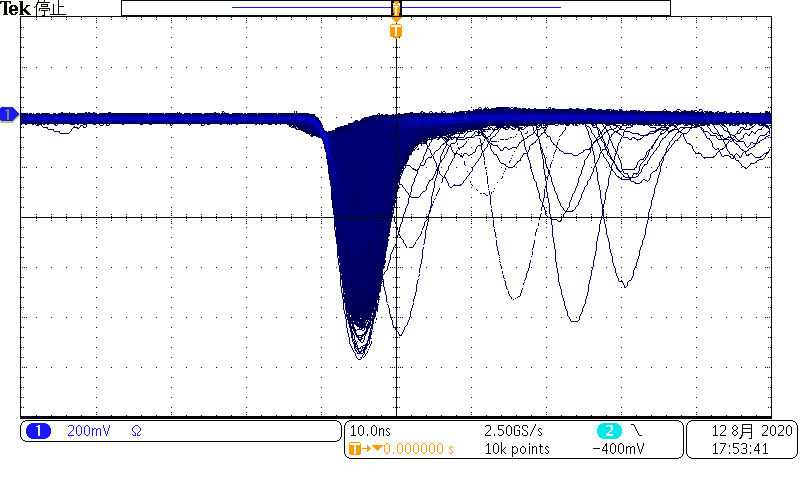 Tek 停止
T
T
1
1 200mV Ω
10.0ns 2.50GS/s 2
T→▼0.000000 s 10k points −400mV
12 8月 2020
17:53:41